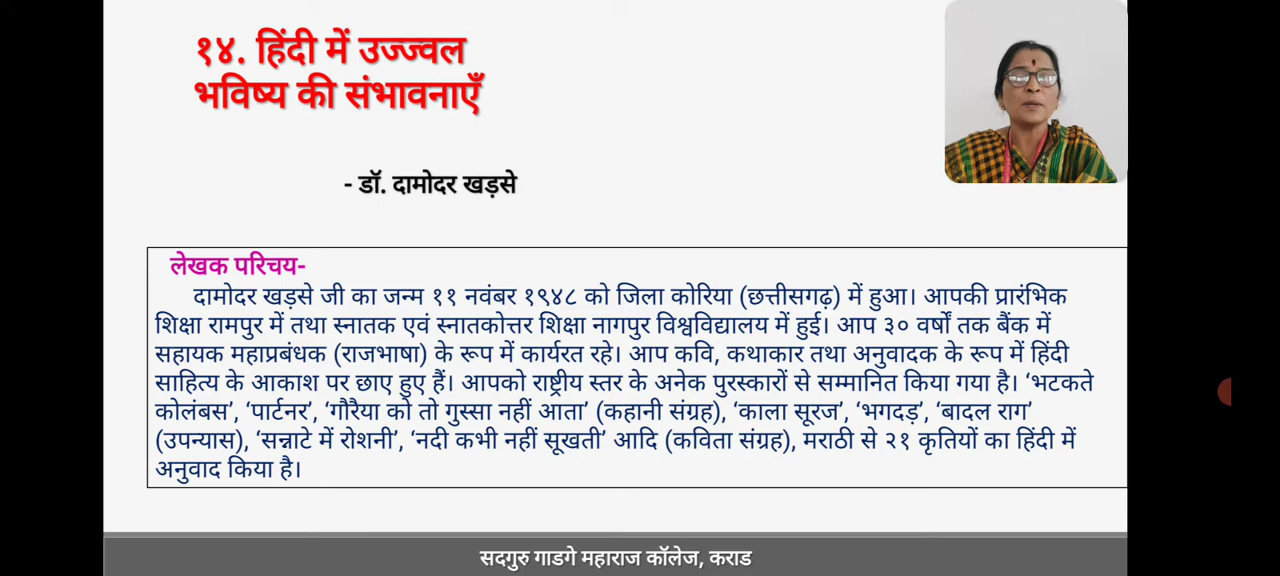 १४. हिंदी में उज्ज्वल
भविष्य की संभावनाएँ
- डॉ. दामोदर खड़से
लेखक परिचय-
दामोदर खड़से जी का जन्म ११ नवंबर १९४८ को जिला कोरिया (छत्तीसगढ़) में हुआ। आपकी प्रारंभिक
शिक्षा रामपुर में तथा स्नातक एवं स्नातकोत्तर शिक्षा नागपुर विश्वविद्यालय में हुई। आप ३० वर्षों तक बैंक में
सहायक महाप्रबंधक (राजभाषा) के रूप में कार्यरत रहे। आप कवि, कथाकार तथा अनुवादक के रूप में हिंदी
साहित्य के आकाश पर छाए हुए हैं। आपको राष्ट्रीय स्तर के अनेक पुरस्कारों से सम्मानित किया गया है। ‘भटकते
कोलंबस’, ‘पार्टनर’, ‘गौरैया को तो गुस्सा नहीं आता’ (कहानी संग्रह), ‘काला सूरज’, ‘भगदड़’, ‘बादल राग’
(उपन्यास), ‘सन्नाटे में रोशनी’, ‘नदी कभी नहीं सूखती’ आदि (कविता संग्रह), मराठी से २१ कृतियों का हिंदी में
अनुवाद किया है।
सदगुरु गाडगे महाराज कॉलेज, कराड